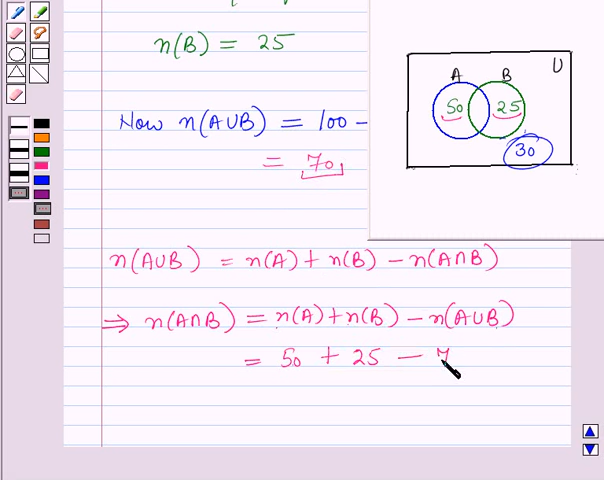 n(B) = 25
U
A B
50 25
30
Now n(A∪B) = 100 -
= 70
n(A∪B) = n(A) + n(B) - n(A∩B)
⇒ n(A∩B) = n(A) + n(B) - n(A∪B)
= 50 + 25 -